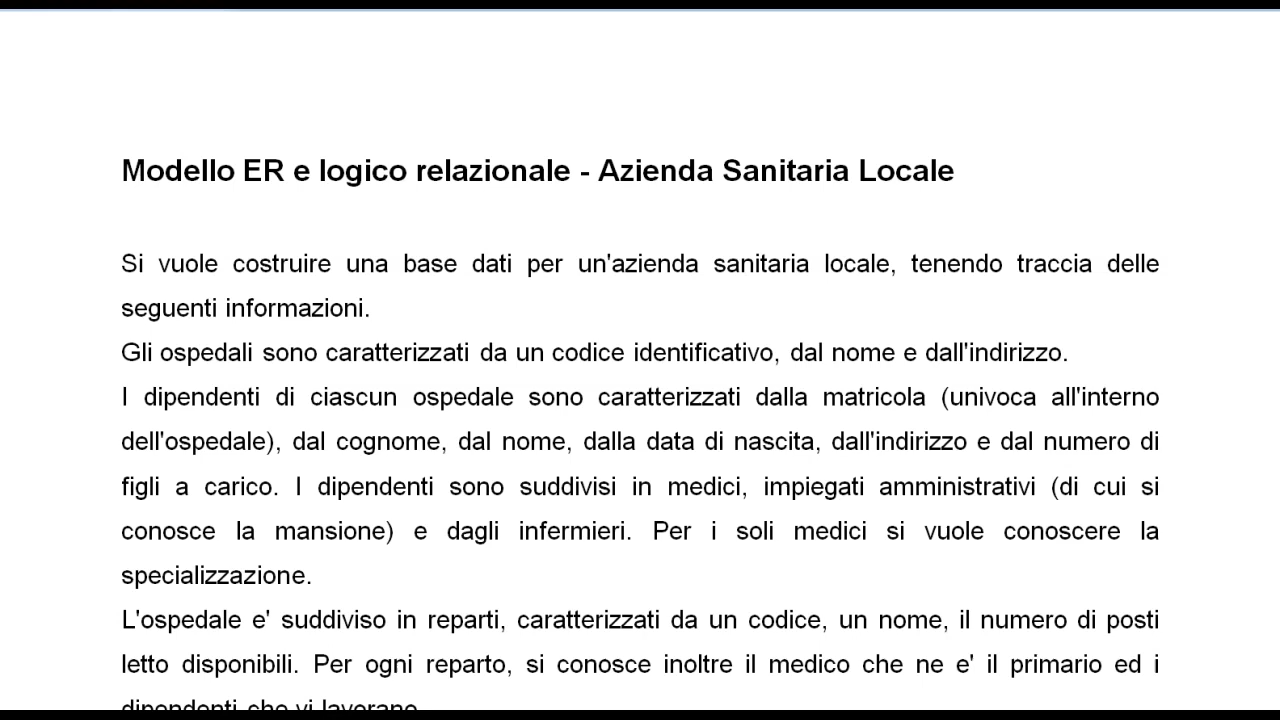 Modello ER e logico relazionale - Azienda Sanitaria Locale
Si vuole costruire una base dati per un'azienda sanitaria locale, tenendo traccia delle
seguenti informazioni.
Gli ospedali sono caratterizzati da un codice identificativo, dal nome e dall'indirizzo.
I dipendenti di ciascun ospedale sono caratterizzati dalla matricola (univoca all'interno
dell'ospedale), dal cognome, dal nome, dalla data di nascita, dall'indirizzo e dal numero di
figli a carico. I dipendenti sono suddivisi in medici, impiegati amministrativi (di cui si
conosce la mansione) e dagli infermieri. Per i soli medici si vuole conoscere la
specializzazione.
L'ospedale e' suddiviso in reparti, caratterizzati da un codice, un nome, il numero di posti
letto disponibili. Per ogni reparto, si conosce inoltre il medico che ne e' il primario ed i
dipendenti che vi lavorano